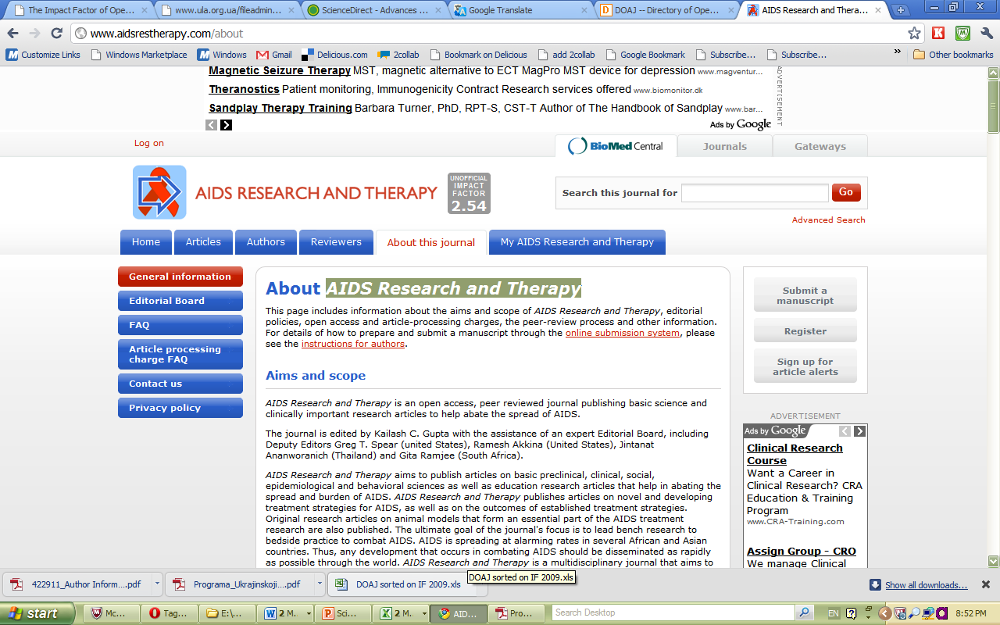 The Impact Factor of Ope...
www.ula.org.ua/fileadmin...
ScienceDirect - Advances ...
Google Translate
DOAJ -- Directory of Ope...
AIDS Research and Thera...
www.aidsrestherapy.com/about
Customize Links
Windows Marketplace
Windows
Gmail
Delicious.com
2collab
Bookmark on Delicious
add 2collab
Google Bookmark
Subscribe...
Subscribe...
»
Other bookmarks
Magnetic Seizure Therapy MST, magnetic alternative to ECT MagPro MST device for depression www.magventur...
Theranostics Patient monitoring, Immunogenicity Contract Research services offered www.biomonitor.dk
Sandplay Therapy Training Barbara Turner, PhD, RPT-S, CST-T Author of The Handbook of Sandplay www.bar...
Ads by Google
ADVERTISEMENT
Log on
BioMed Central
Journals
Gateways
AIDS RESEARCH AND THERAPY
UNOFFICIAL
IMPACT
FACTOR
2.54
Search this journal for
Go
Advanced Search
Home
Articles
Authors
Reviewers
About this journal
My AIDS Research and Therapy
General information
Editorial Board
FAQ
Article processing
charge FAQ
Contact us
Privacy policy
About AIDS Research and Therapy
This page includes information about the aims and scope of AIDS Research and Therapy, editorial
policies, open access and article-processing charges, the peer-review process and other information.
For details of how to prepare and submit a manuscript through the online submission system, please
see the instructions for authors.
Aims and scope
AIDS Research and Therapy is an open access, peer reviewed journal publishing basic science and
clinically important research articles to help abate the spread of AIDS.
The journal is edited by Kailash C. Gupta with the assistance of an expert Editorial Board, including
Deputy Editors Greg T. Spear (united States), Ramesh Akkina (United States), Jintanat
Ananworanich (Thailand) and Gita Ramjee (South Africa).
AIDS Research and Therapy aims to publish articles on basic preclinical, clinical, social,
epidemiological and behavioral sciences as well as education research articles that help in abating the
spread and burden of AIDS. AIDS Research and Therapy publishes articles on novel and developing
treatment strategies for AIDS, as well as on the outcomes of established treatment strategies.
Original research articles on animal models that form an essential part of the AIDS treatment
research are also published. The ultimate goal of the journal's focus is to lead bench research to
bedside practice to combat AIDS. AIDS is spreading at alarming rates in several African and Asian
countries. Thus, any development that occurs in combating AIDS should be disseminated as rapidly
as possible through the world. AIDS Research and Therapy is a multidisciplinary journal that aims to
Submit a
manuscript
Register
Sign up for
article alerts
ADVERTISEMENT
Ads by Google
Clinical Research
Course
Want a Career in
Clinical Research? CRA
Education & Training
Program
www.CRA-Training.com
Assign Group - CRO
We manage Clinical
422911_Author Inform....pdf
Programa_Ukrajinskoji....pdf
DOAJ sorted on IF 2009.xls
DOAJ sorted on IF 2009.xls
Show all downloads...
start
Mc...
Tag...
E:\...
2 M.
Sci...
2 M.
AID...
Pro...
Search Desktop
EN
8:52 PM